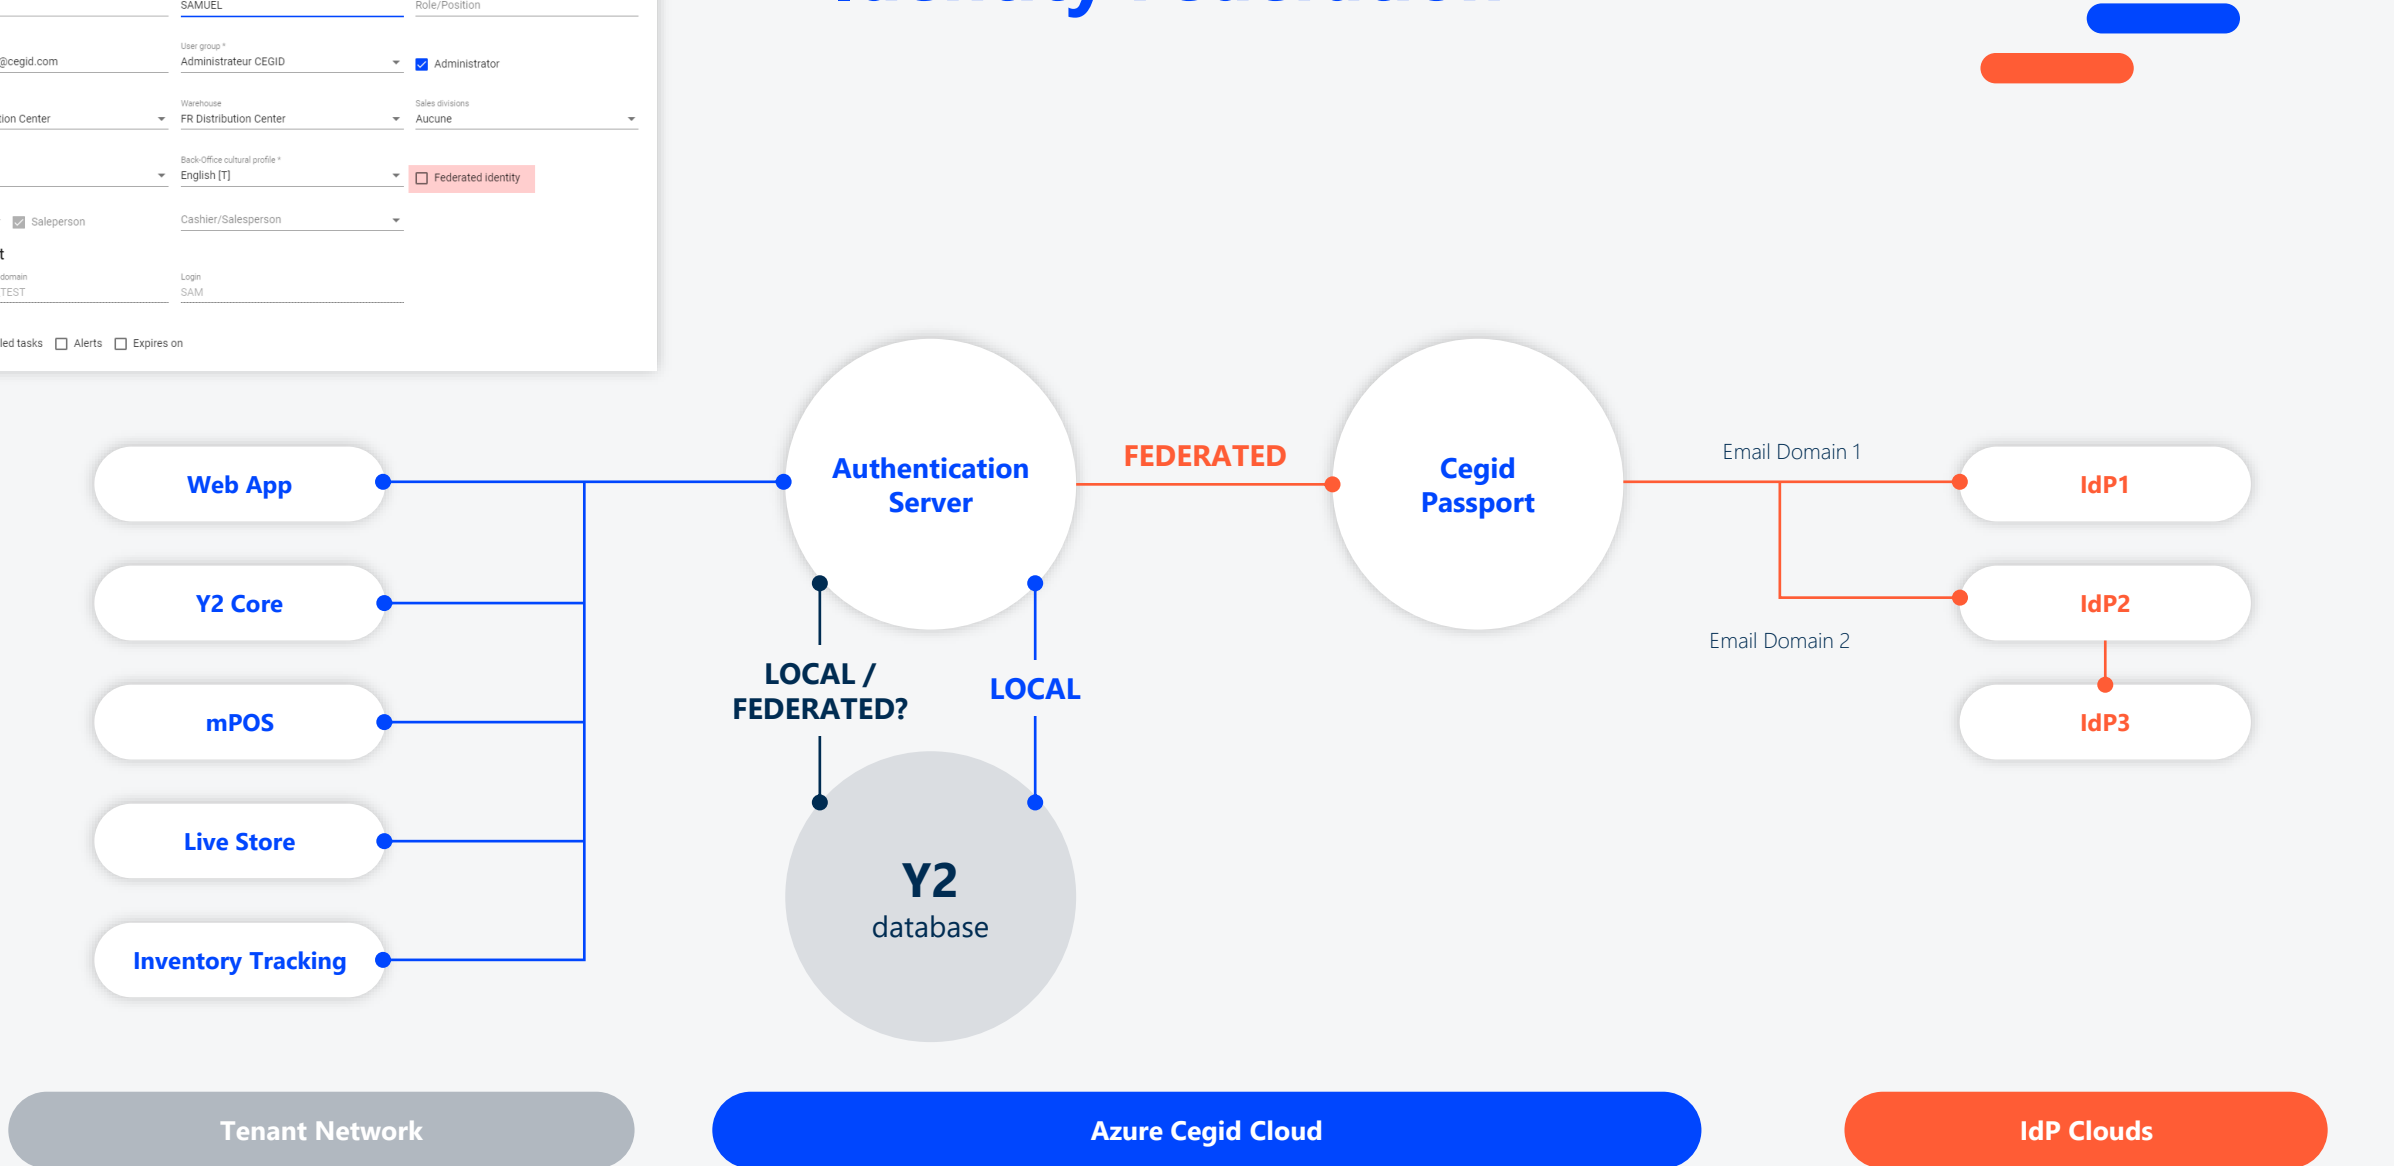 Identity Federation
SAMUEL
Role/Position
@cegid.com
User group *
Administrateur CEGID
Administrator
tion Center
Warehouse
FR Distribution Center
Sales divisions
Aucune
Back-Office cultural profile *
English [T]
Federated identity
Saleperson
Cashier/Salesperson
t
domain
TEST
Login
SAM
led tasks
Alerts
Expires on
Web App
Y2 Core
mPOS
Live Store
Inventory Tracking
Authentication
Server
FEDERATED
Cegid
Passport
LOCAL /
FEDERATED?
LOCAL
Y2
database
Email Domain 1
Email Domain 2
IdP1
IdP2
IdP3
Tenant Network
Azure Cegid Cloud
IdP Clouds